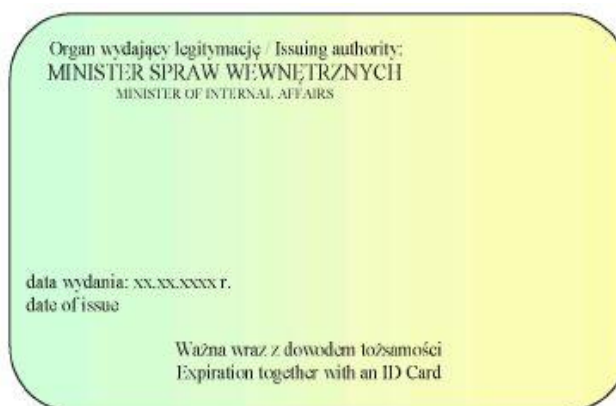 Organ wydający legitymację / Issuing authority:
MINISTER SPRAW WEWNĘTRZNYCH
MINISTER OF INTERNAL AFFAIRS
data wydania: xx.xx.xxxx r.
date of issue
Ważna wraz z dowodem tożsamości
Expiration together with an ID Card